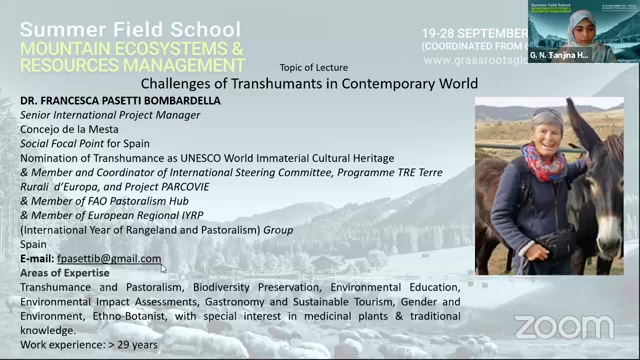 Summer Field School
MOUNTAIN ECOSYSTEMS &
RESOURCES MANAGEMENT
19-28 SEPTEMBER
(COORDINATED FROM
www.grassrootsgl
G. N. Tanjina H...
Topic of Lecture
Challenges of Transhumants in Contemporary World
DR. FRANCESCA PASETTI BOMBARDELLA
Senior International Project Manager
Concejo de la Mesta
Social Focal Point for Spain
Nomination of Transhumance as UNESCO World Immaterial Cultural Heritage
& Member and Coordinator of International Steering Committee, Programme TRE Terre
Rurali d'Europa, and Project PARCOVIE
& Member of FAO Pastoralism Hub
& Member of European Regional IYRP
(International Year of Rangeland and Pastoralism) Group
Spain
E-mail: fpasettib@gmail.com
Areas of Expertise
Transhumance and Pastoralism, Biodiversity Preservation, Environmental Education,
Environmental Impact Assessments, Gastronomy and Sustainable Tourism, Gender and
Environment, Ethno-Botanist, with special interest in medicinal plants & traditional
knowledge.
Work experience: > 29 years
zoom